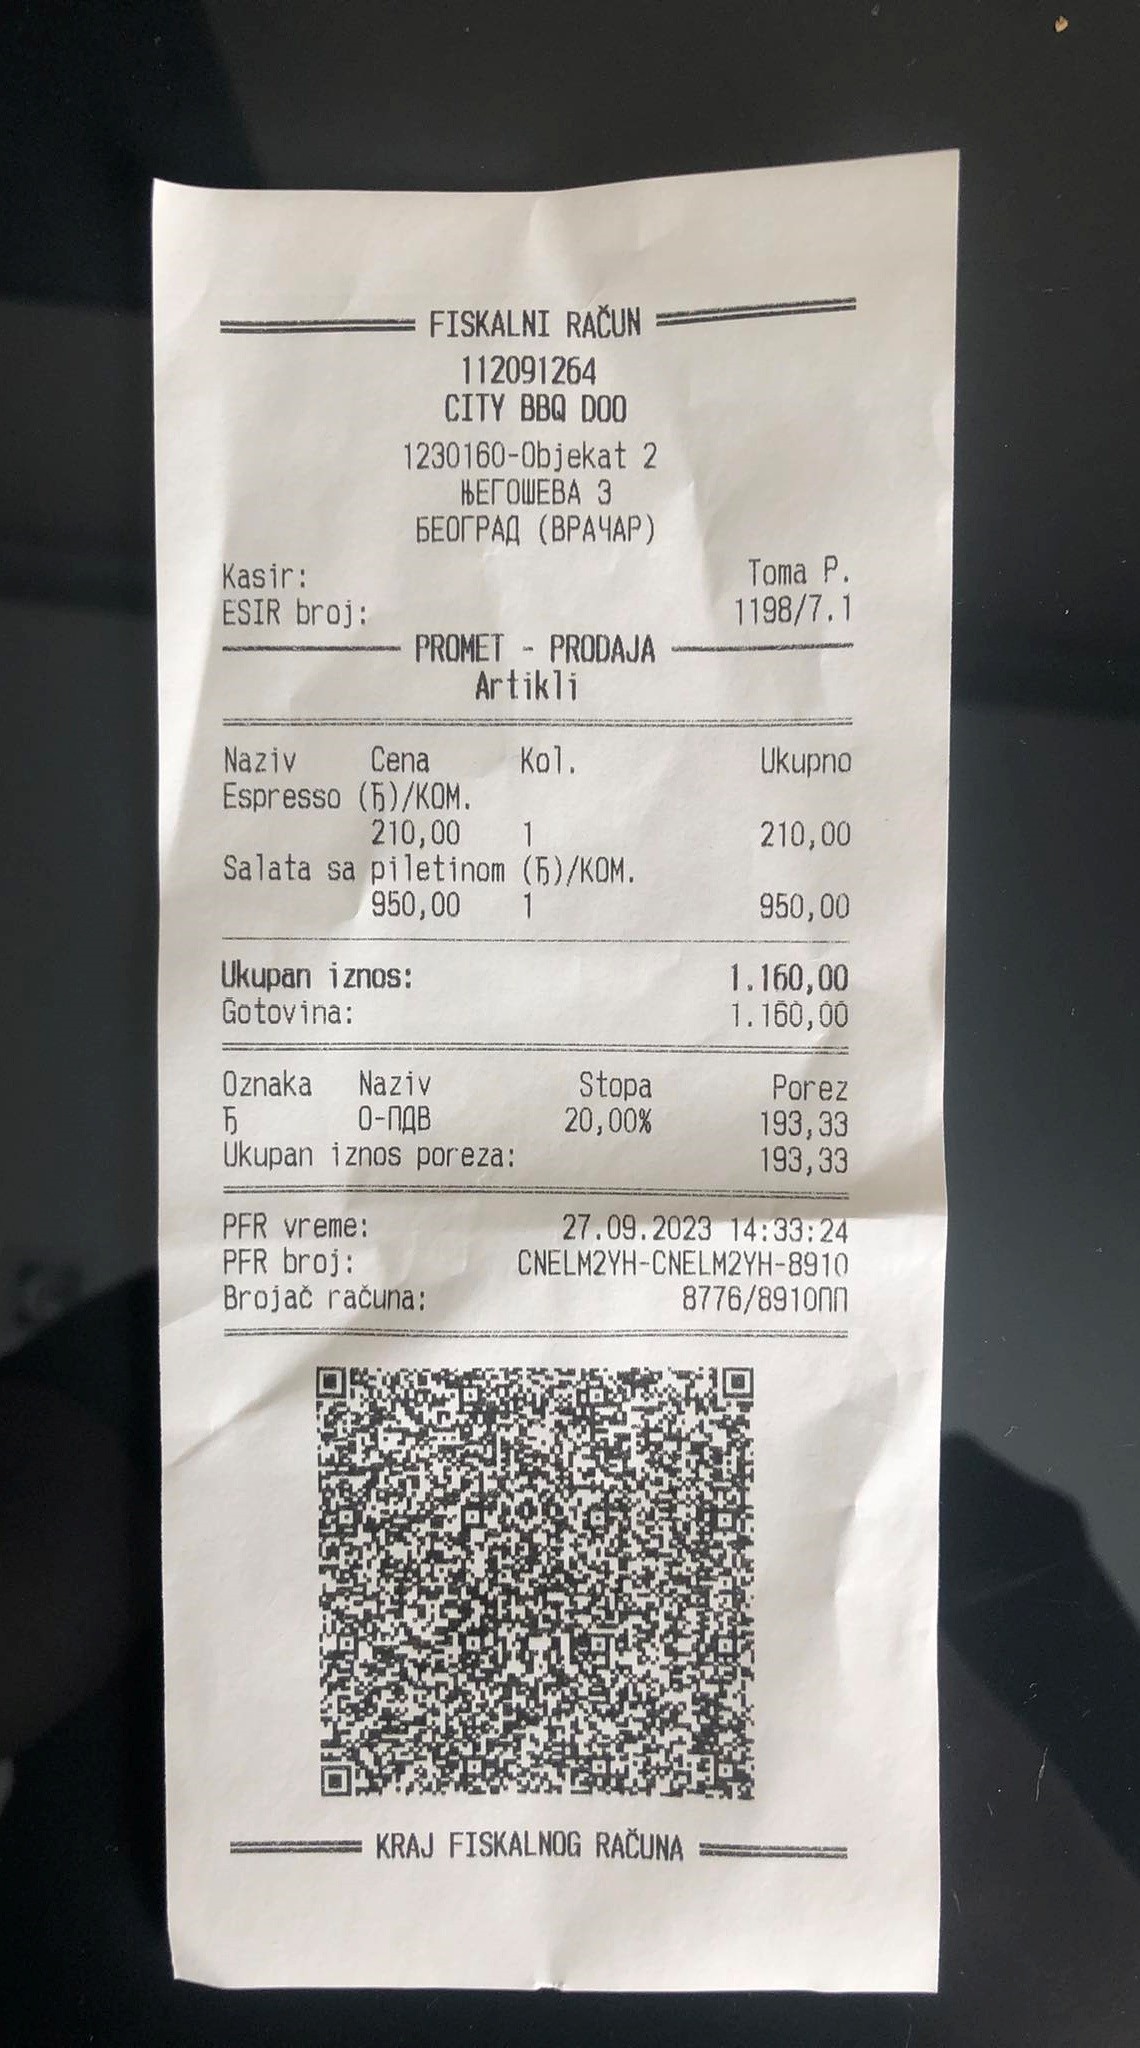 FISKALNI RAČUN
112091264
CITY BBQ DOO
1230160-Objekat 2
ЊЕГОШЕВА 3
БЕОГРАД (ВРАЧАР)
Kasir: Toma P.
ESIR broj: 1198/7.1
PROMET - PRODAJA
Artikli
Naziv Cena Kol. Ukupno
Espresso (Ђ)/KOM.
210,00 1 210,00
Salata sa piletinom (Ђ)/KOM.
950,00 1 950,00
Ukupan iznos: 1.160,00
Gotovina: 1.160,00
Oznaka Naziv Stopa Porez
Ђ О-ПДВ 20,00% 193,33
Ukupan iznos poreza: 193,33
PFR vreme: 27.09.2023 14:33:24
PFR broj: CNELM2YH-CNELM2YH-8910
Brojač računa: 8776/8910ПП
KRAJ FISKALNOG RAČUNA